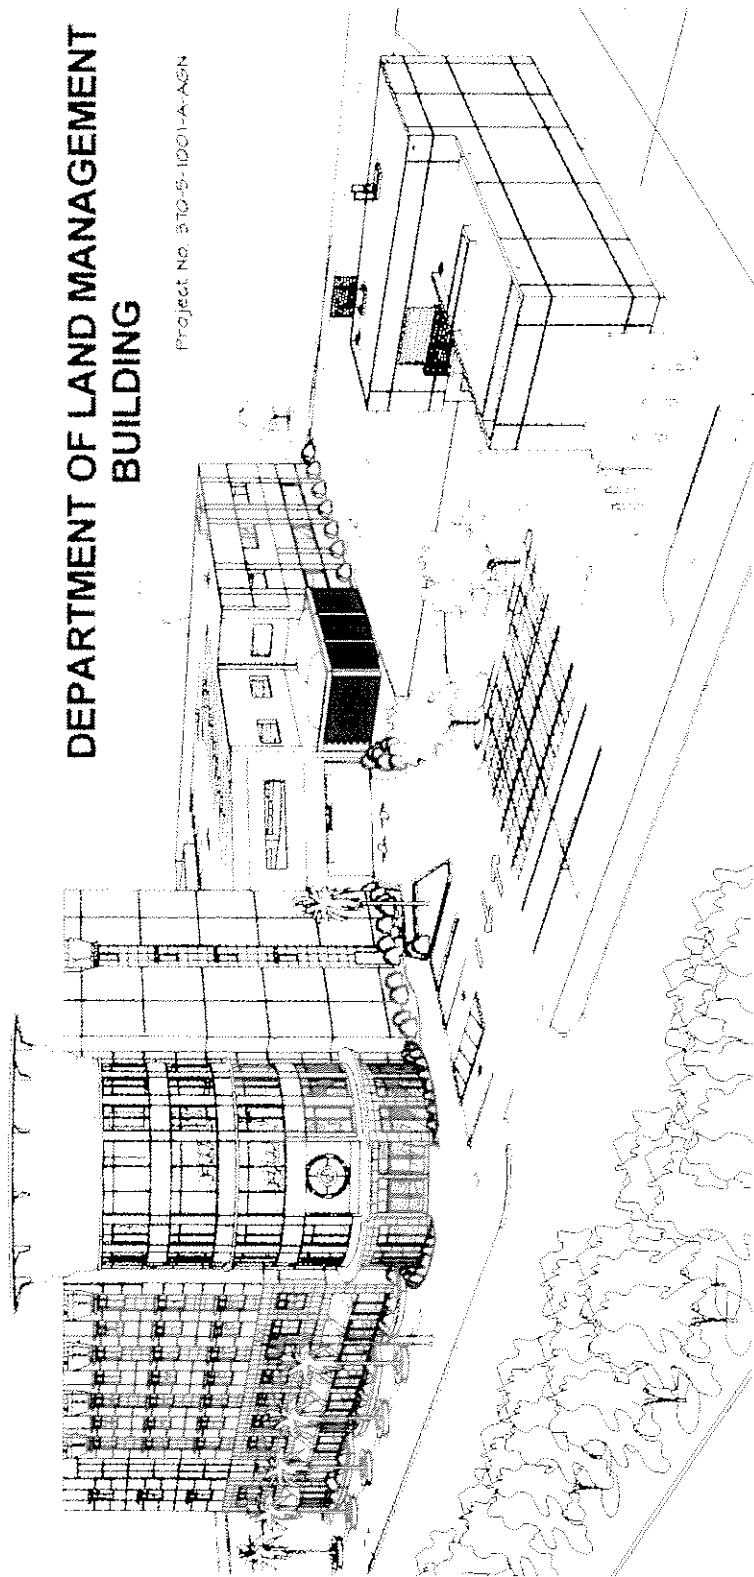 DEPARTMENT OF LAND MANAGEMENT
BUILDING
Project No. 370-5-1001-A-AGN